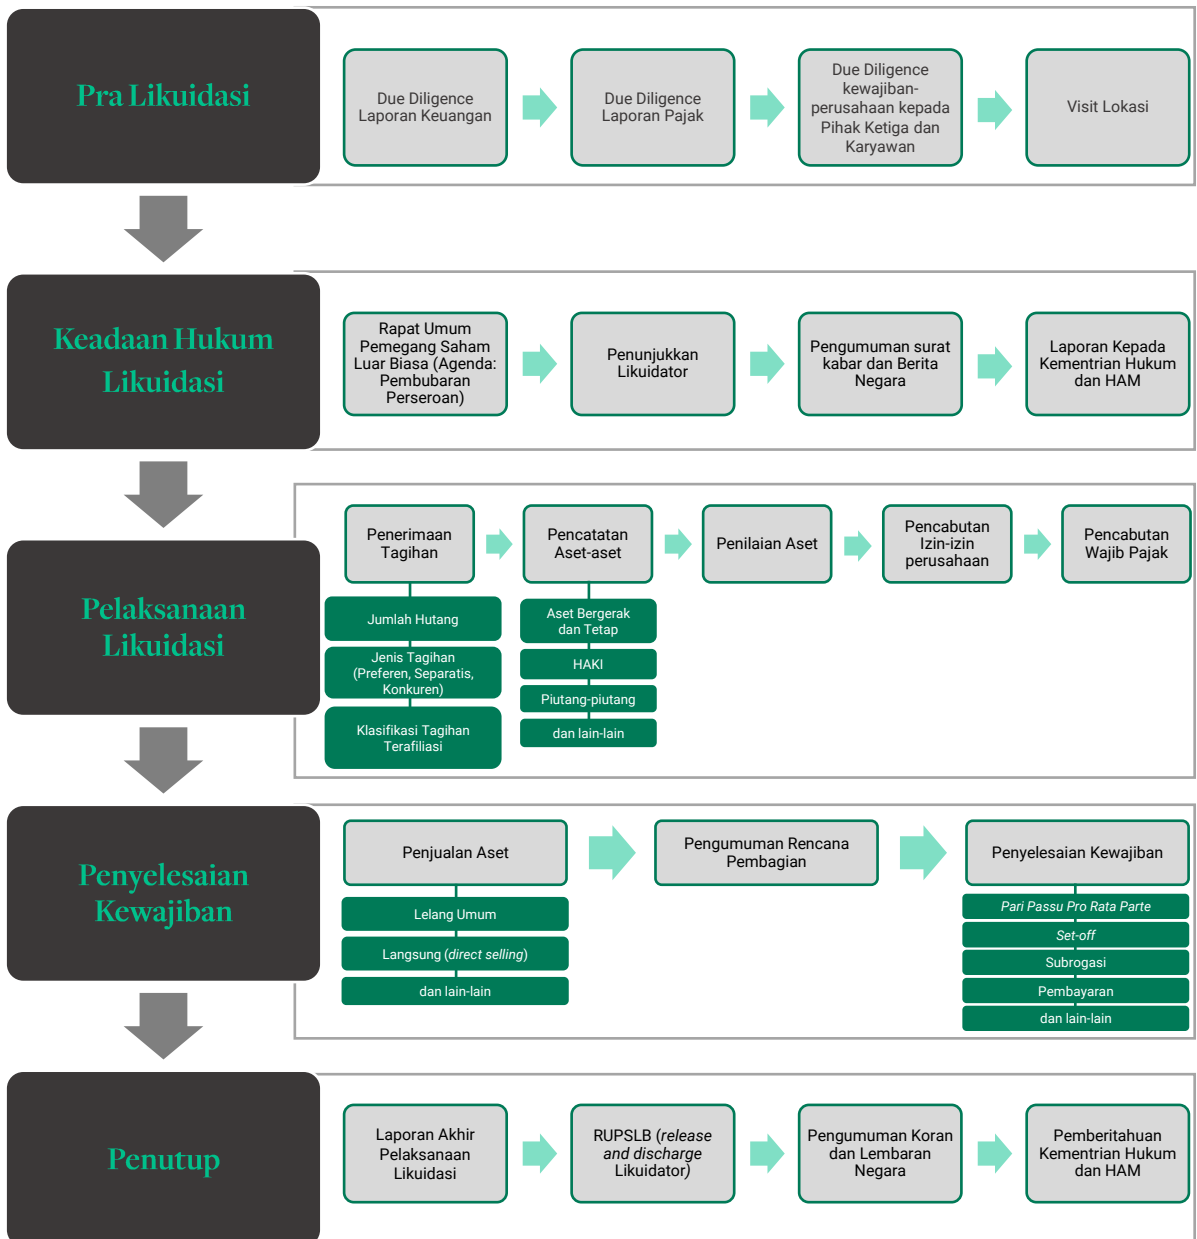 Pra Likuidasi
Due Diligence
Laporan Keuangan
Due Diligence
Laporan Pajak
Due Diligence
kewajiban-
perusahaan kepada
Pihak Ketiga dan
Karyawan
Visit Lokasi
Keadaan Hukum
Likuidasi
Rapat Umum
Pemegang Saham
Luar Biasa (Agenda:
Pembubaran
Perseroan)
Penunjukkan
Likuidator
Pengumuman surat
kabar dan Berita
Negara
Laporan Kepada
Kementrian Hukum
dan HAM
Pelaksanaan
Likuidasi
Penerimaan
Tagihan
Jumlah Hutang
Jenis Tagihan
(Preferen, Separatis,
Konkuren)
Klasifikasi Tagihan
Terafiliasi
Pencatatan
Aset-aset
Aset Bergerak
dan Tetap
HAKI
Piutang-piutang
dan lain-lain
Penilaian Aset
Pencabutan
Izin-izin
perusahaan
Pencabutan
Wajib Pajak
Penyelesaian
Kewajiban
Penjualan Aset
Lelang Umum
Langsung (direct selling)
dan lain-lain
Pengumuman Rencana
Pembagian
Penyelesaian Kewajiban
Pari Passu Pro Rata Parte
Set-off
Subrogasi
Pembayaran
dan lain-lain
Penutup
Laporan Akhir
Pelaksanaan
Likuidasi
RUPSLB (release
and discharge
Likuidator)
Pengumuman Koran
dan Lembaran
Negara
Pemberitahuan
Kementrian Hukum
dan HAM